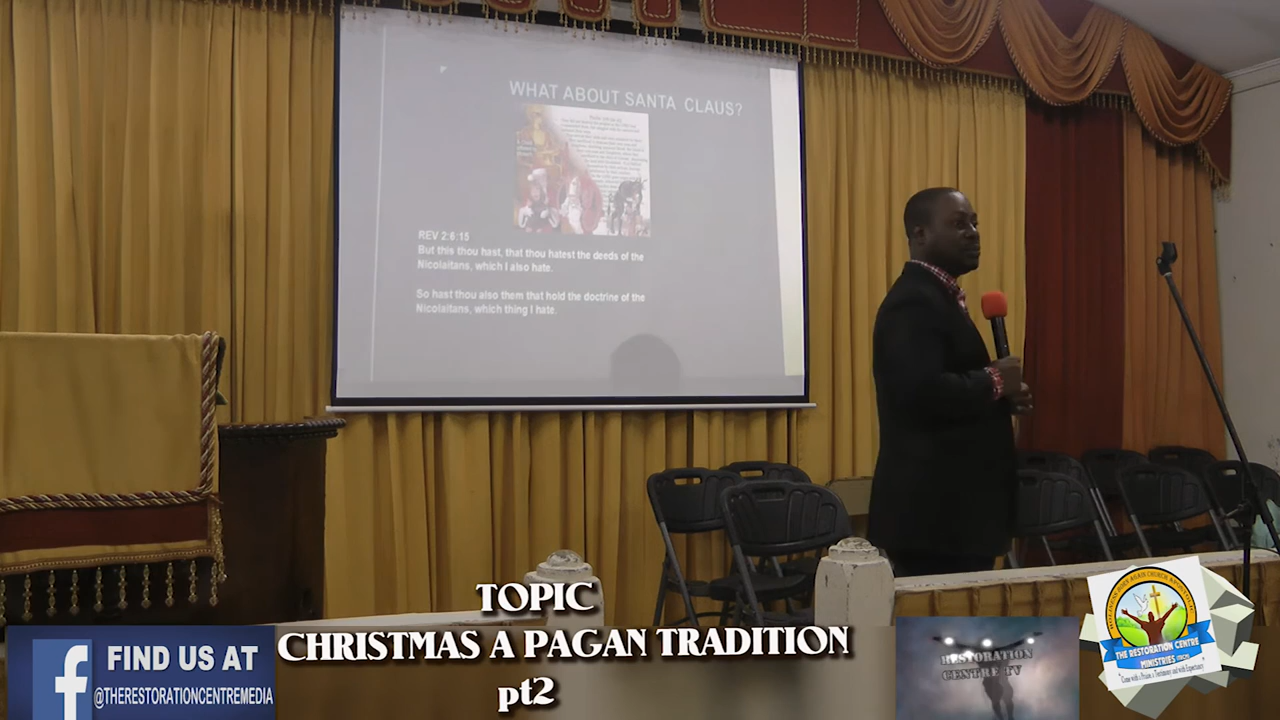 WHAT ABOUT SANTA CLAUS?
REV 2:6:15
But this thou hast, that thou hatest the deeds of the
Nicolaitans, which I also hate.
So hast thou also them that hold the doctrine of the
Nicolaitans, which thing I hate.
TOPIC
CHRISTMAS A PAGAN TRADITION
pt2
f FIND US AT
@THERESTORATIONCENTREMEDIA
RESTORATION
CENTRE TV
THE RESTORATION CENTRE
MINISTRIES